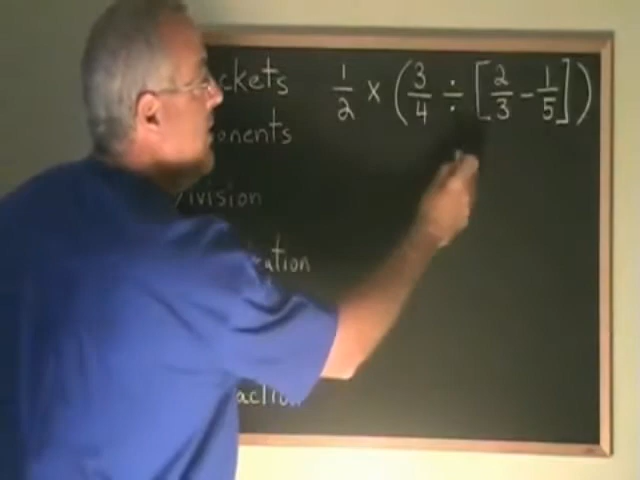 ckets 1/2 × (3/4 ÷ [2/3 − 1/5])
onents
ivision
ation
action